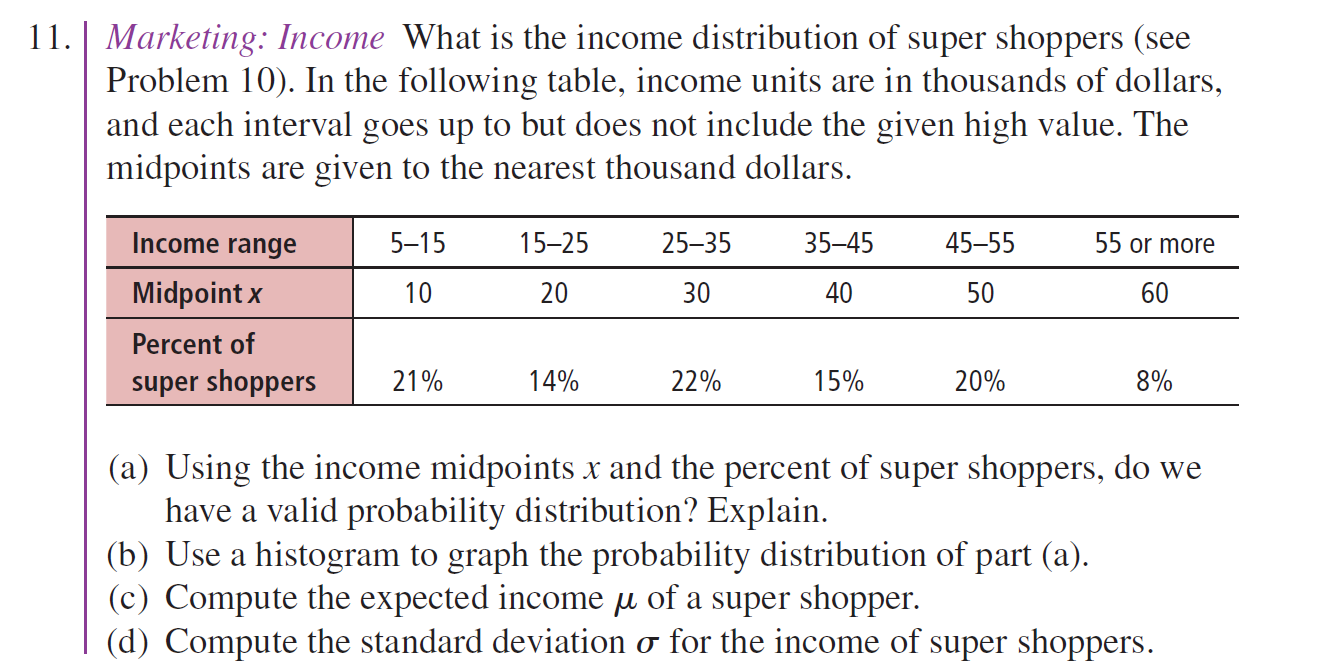 11. Marketing: Income What is the income distribution of super shoppers (see
Problem 10). In the following table, income units are in thousands of dollars,
and each interval goes up to but does not include the given high value. The
midpoints are given to the nearest thousand dollars.
Income range 5–15 15–25 25–35 35–45 45–55 55 or more
Midpoint x 10 20 30 40 50 60
Percent of
super shoppers 21% 14% 22% 15% 20% 8%
(a) Using the income midpoints x and the percent of super shoppers, do we
have a valid probability distribution? Explain.
(b) Use a histogram to graph the probability distribution of part (a).
(c) Compute the expected income μ of a super shopper.
(d) Compute the standard deviation σ for the income of super shoppers.